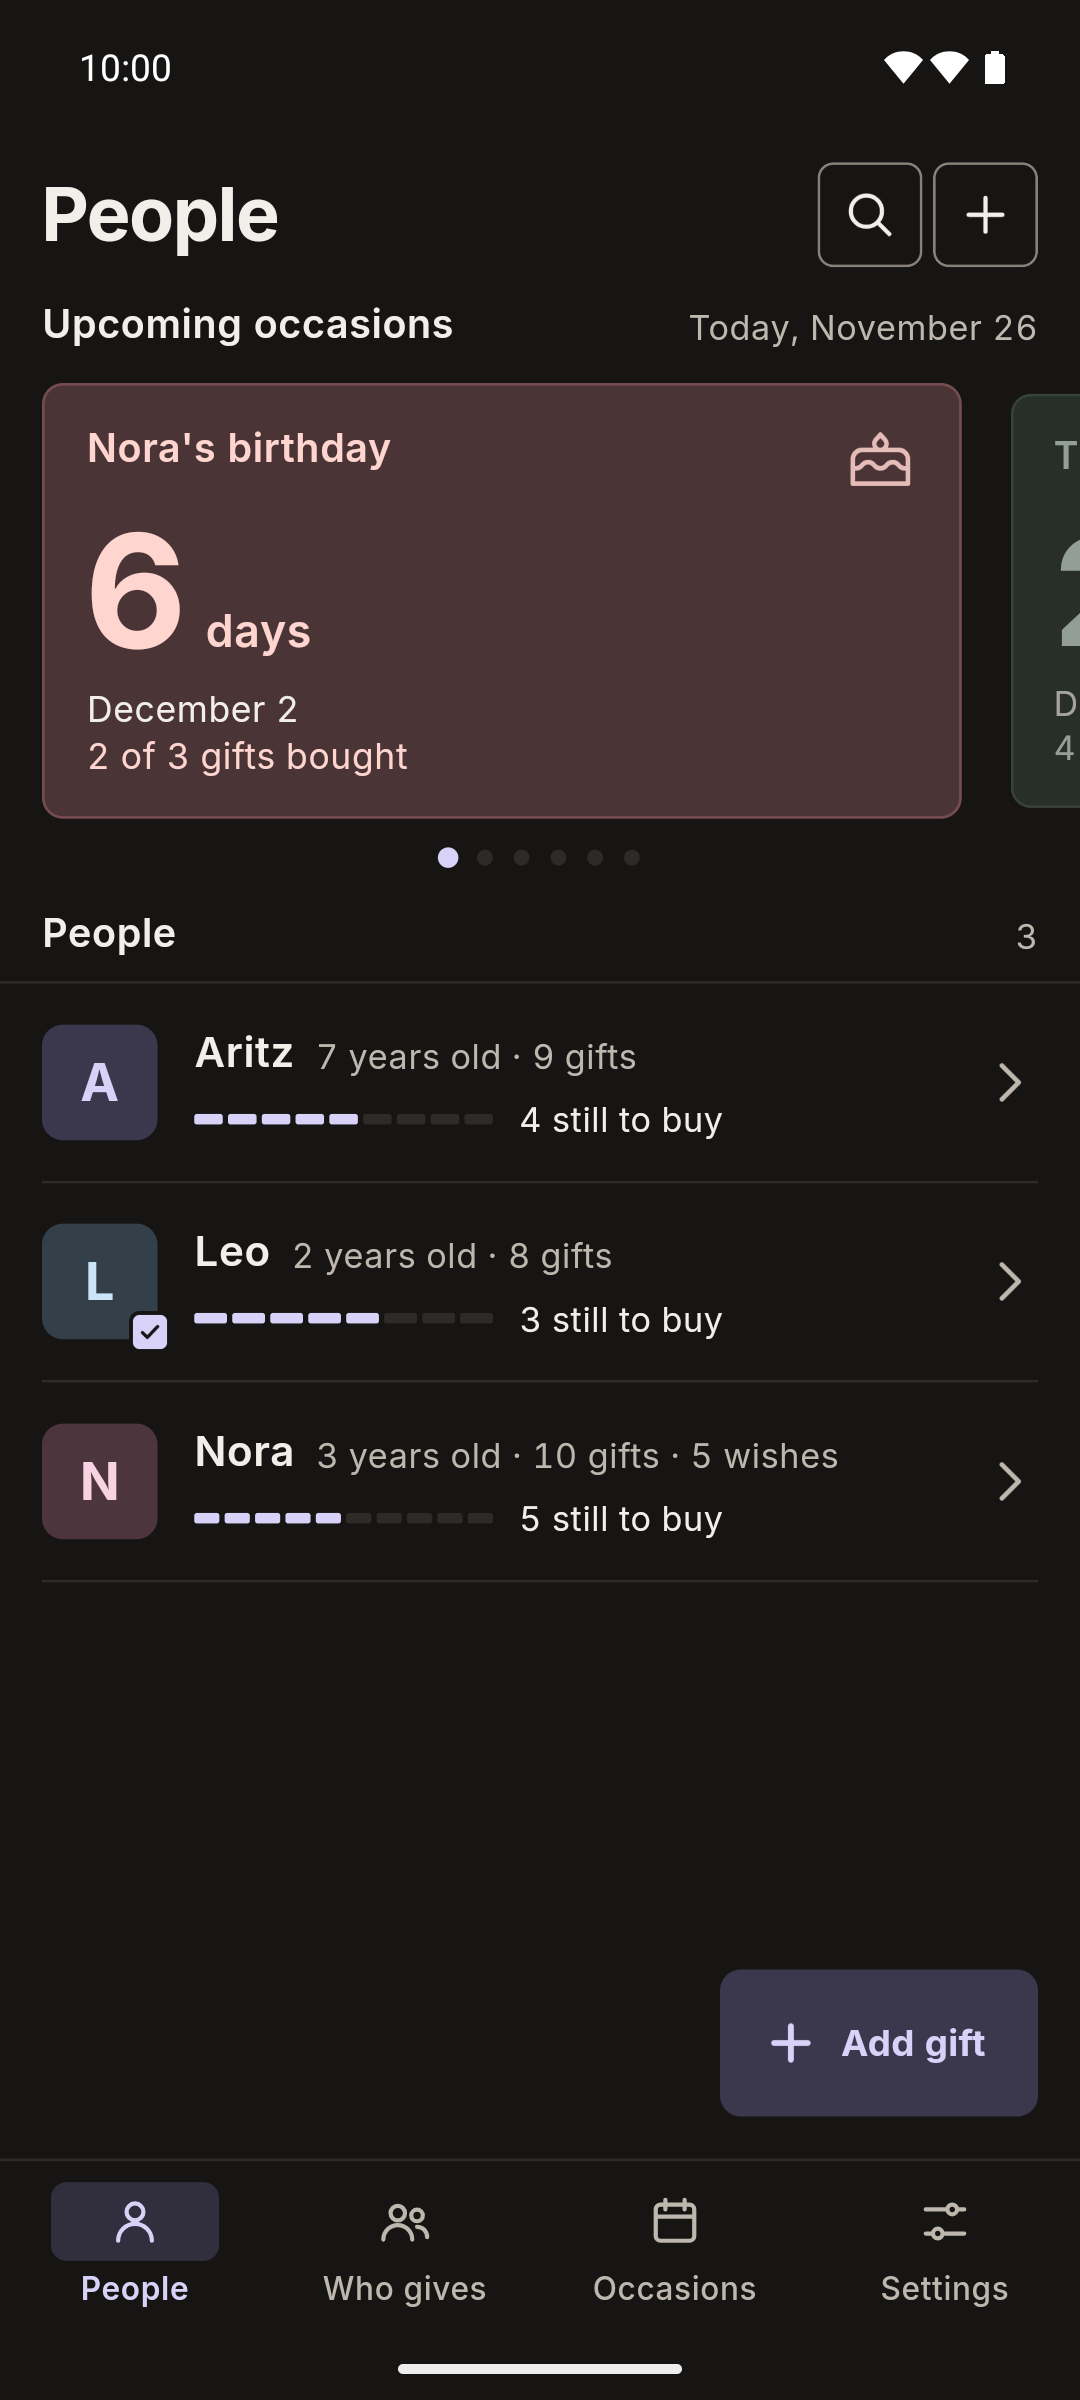 10:00
People
Upcoming occasions
Today, November 26
Nora's birthday
6 days
December 2
2 of 3 gifts bought
T
2
D
4
People
3
A
Aritz 7 years old · 9 gifts
4 still to buy
L
Leo 2 years old · 8 gifts
3 still to buy
N
Nora 3 years old · 10 gifts · 5 wishes
5 still to buy
Add gift
People
Who gives
Occasions
Settings